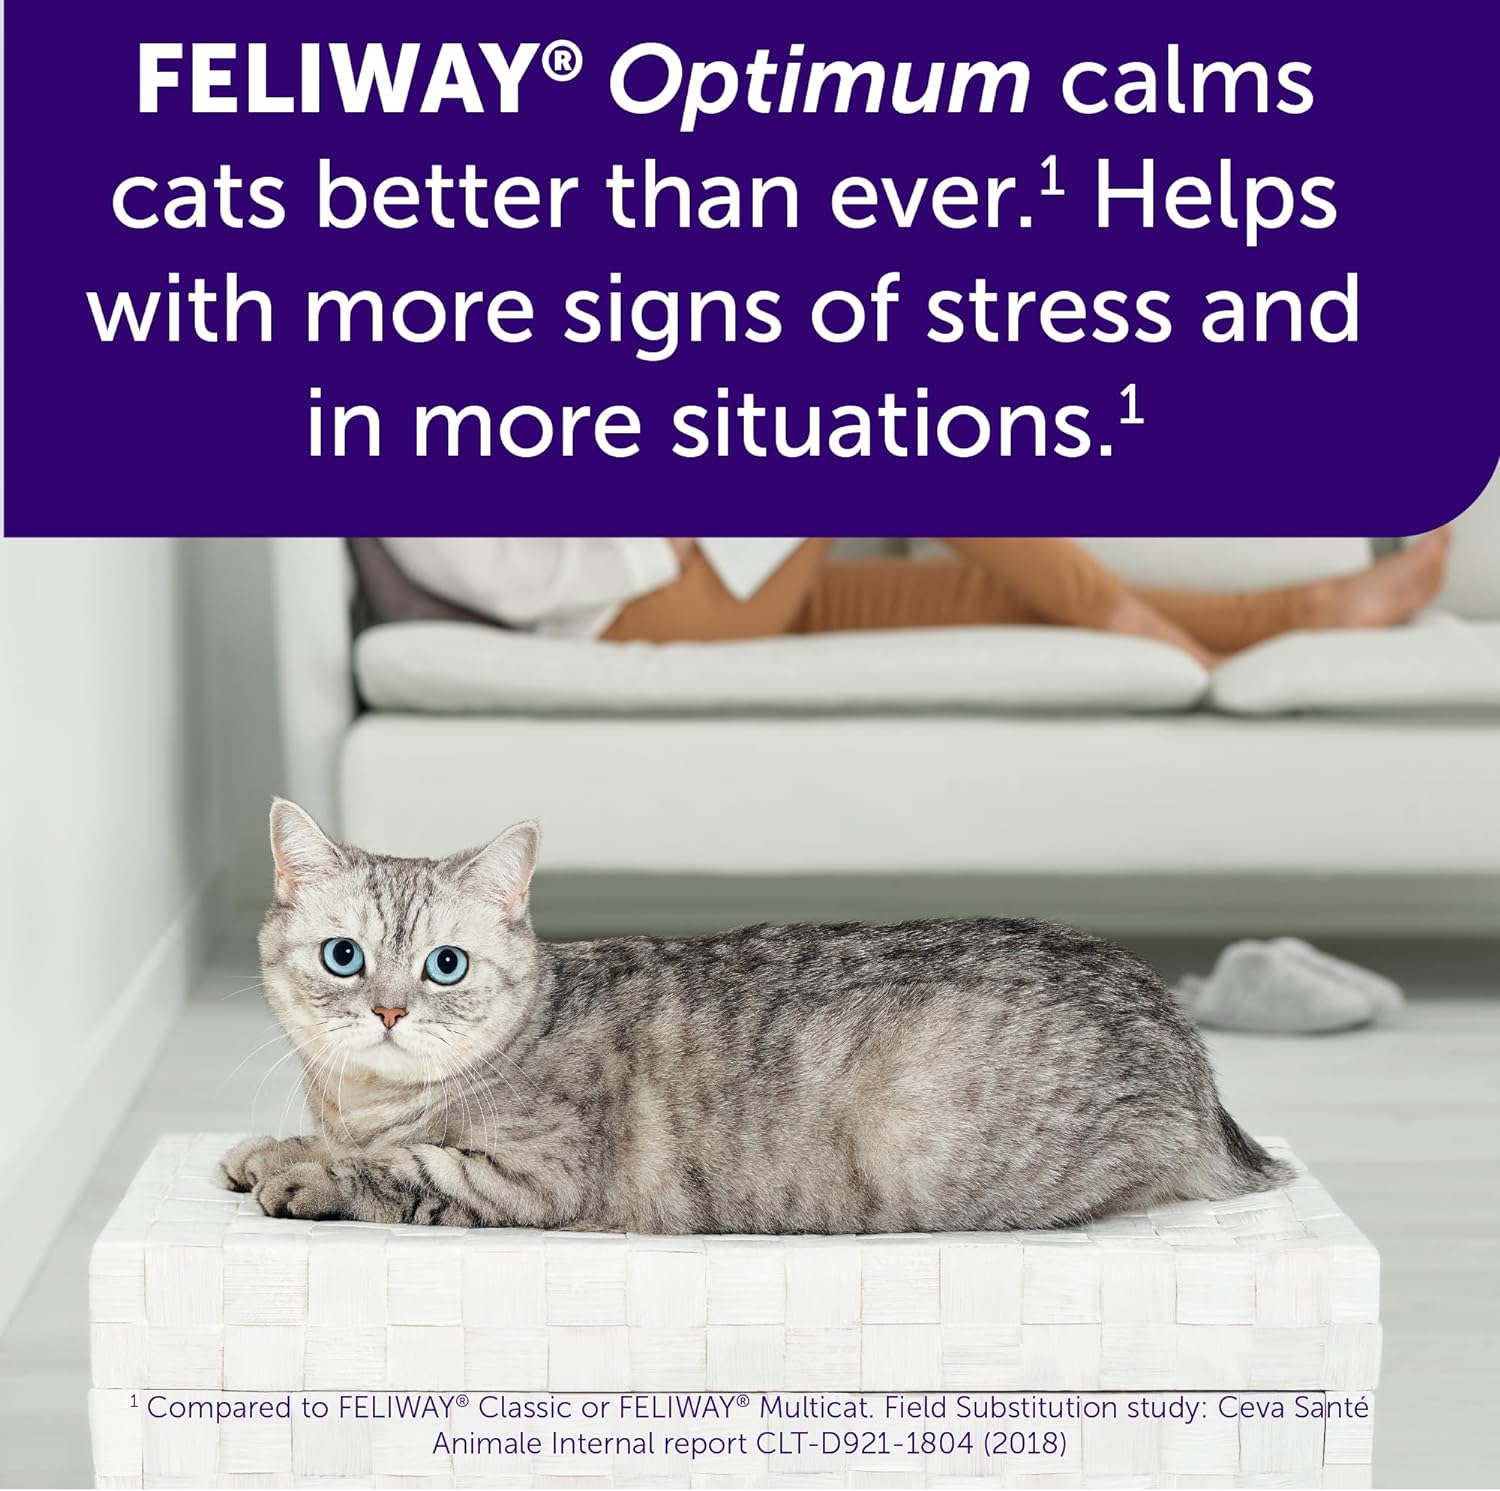 FELIWAY® Optimum calms
cats better than ever.¹ Helps
with more signs of stress and
in more situations.¹
¹ Compared to FELIWAY® Classic or FELIWAY® Multicat. Field Substitution study: Ceva Santé
Animale Internal report CLT-D921-1804 (2018)